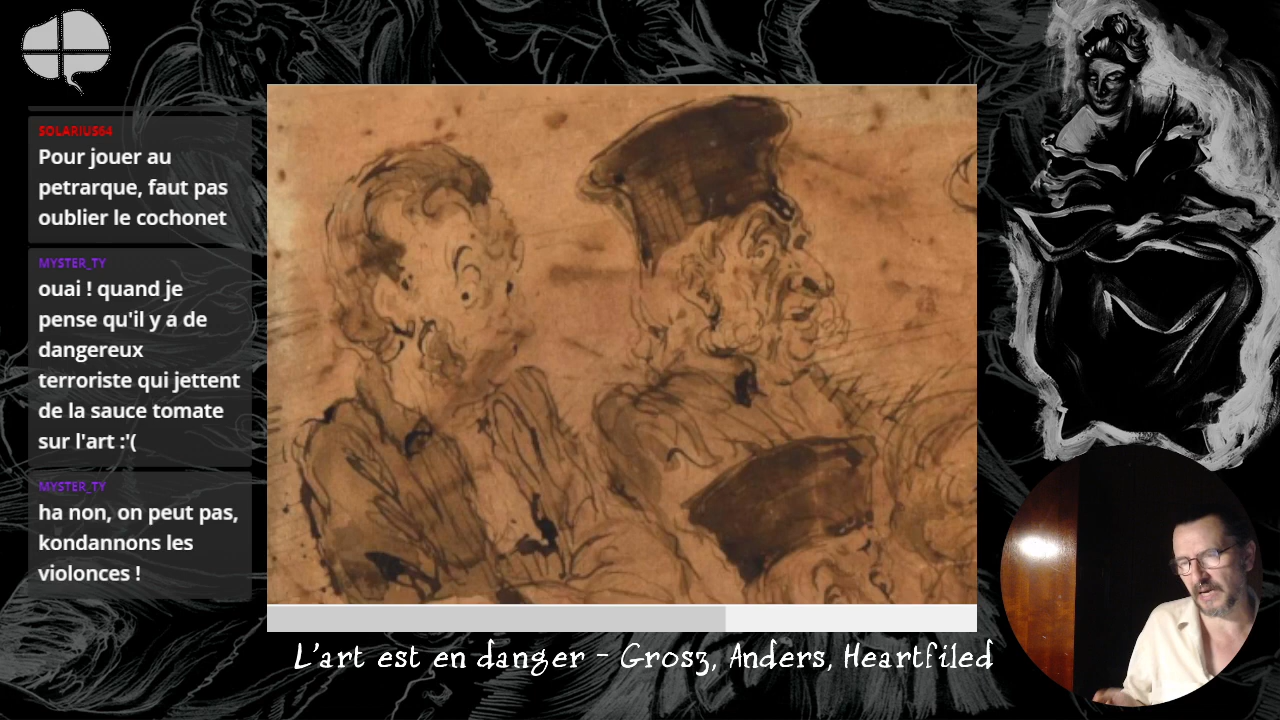 SOLARIUS64
Pour jouer au
petrarque, faut pas
oublier le cochonet
MYSTER_TY
ouai ! quand je
pense qu'il y a de
dangereux
terroriste qui jettent
de la sauce tomate
sur l'art :'(
MYSTER_TY
ha non, on peut pas,
kondannons les
violonces !
L'art est en danger - Grosz, Anders, Heartfiled